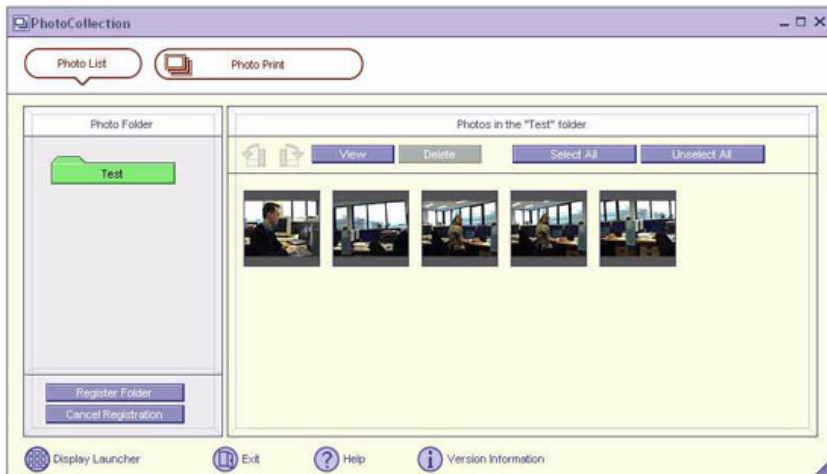 PhotoCollection
Photo List
Photo Print
Photo Folder
Photos in the "Test" folder
View
Delete
Select All
Unselect All
Test
Register Folder
Cancel Registration
Display Launcher
Exit
Help
Version Information